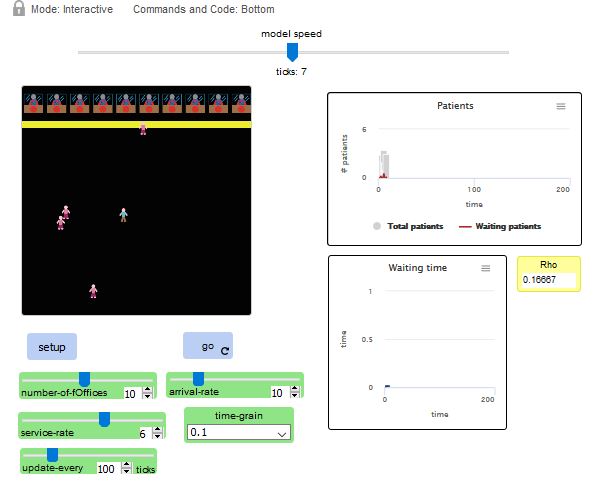 Mode: Interactive Commands and Code: Bottom
model speed
ticks: 7
Patients
6
0
# patients
0 100 200
time
Total patients Waiting patients
Waiting time
1
0.5
0
time
0 200
time
Rho
0.16667
setup
go
number-of-fOffices 10
arrival-rate 10
service-rate 6
time-grain
0.1
update-every 100 ticks